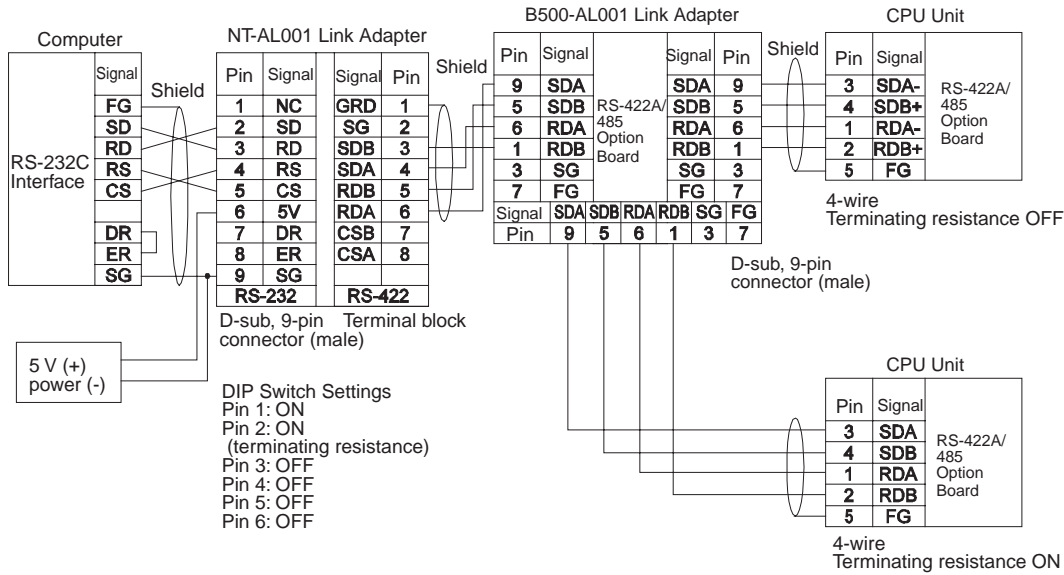 Computer
Signal
FG
SD
RD
RS
CS
DR
ER
SG
RS-232C
Interface
Shield
5 V (+)
power (-)
NT-AL001 Link Adapter
Pin Signal Signal Pin
1 NC GRD 1
2 SD SG 2
3 RD SDB 3
4 RS SDA 4
5 CS RDB 5
6 5V RDA 6
7 DR CSB 7
8 ER CSA 8
9 SG
RS-232 RS-422
D-sub, 9-pin Terminal block
connector (male)
DIP Switch Settings
Pin 1: ON
Pin 2: ON
(terminating resistance)
Pin 3: OFF
Pin 4: OFF
Pin 5: OFF
Pin 6: OFF
Shield
B500-AL001 Link Adapter
Pin Signal Signal Pin
9 SDA SDA 9
5 SDB SDB 5
6 RDA RDA 6
1 RDB RDB 1
3 SG SG 3
7 FG FG 7
RS-422A/
485
Option
Board
Signal SDA SDB RDA RDB SG FG
Pin 9 5 6 1 3 7
D-sub, 9-pin
connector (male)
Shield
CPU Unit
Pin Signal
3 SDA-
4 SDB+
1 RDA-
2 RDB+
5 FG
RS-422A/
485
Option
Board
4-wire
Terminating resistance OFF
CPU Unit
Pin Signal
3 SDA
4 SDB
1 RDA
2 RDB
5 FG
RS-422A/
485
Option
Board
4-wire
Terminating resistance ON